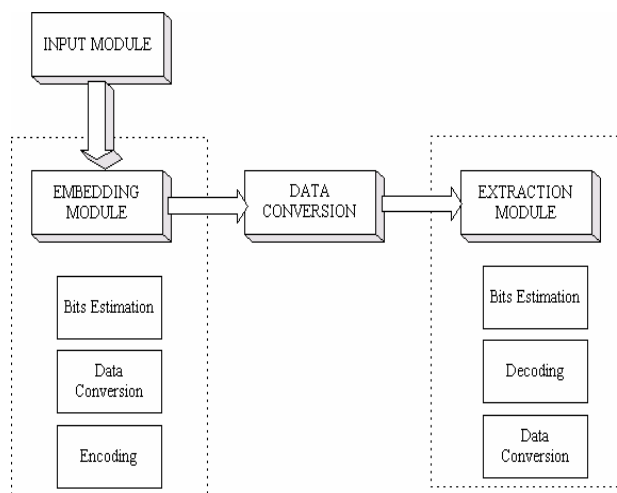 INPUT MODULE
EMBEDDING
MODULE
DATA
CONVERSION
EXTRACTION
MODULE
Bits Estimation
Data
Conversion
Encoding
Bits Estimation
Decoding
Data
Conversion